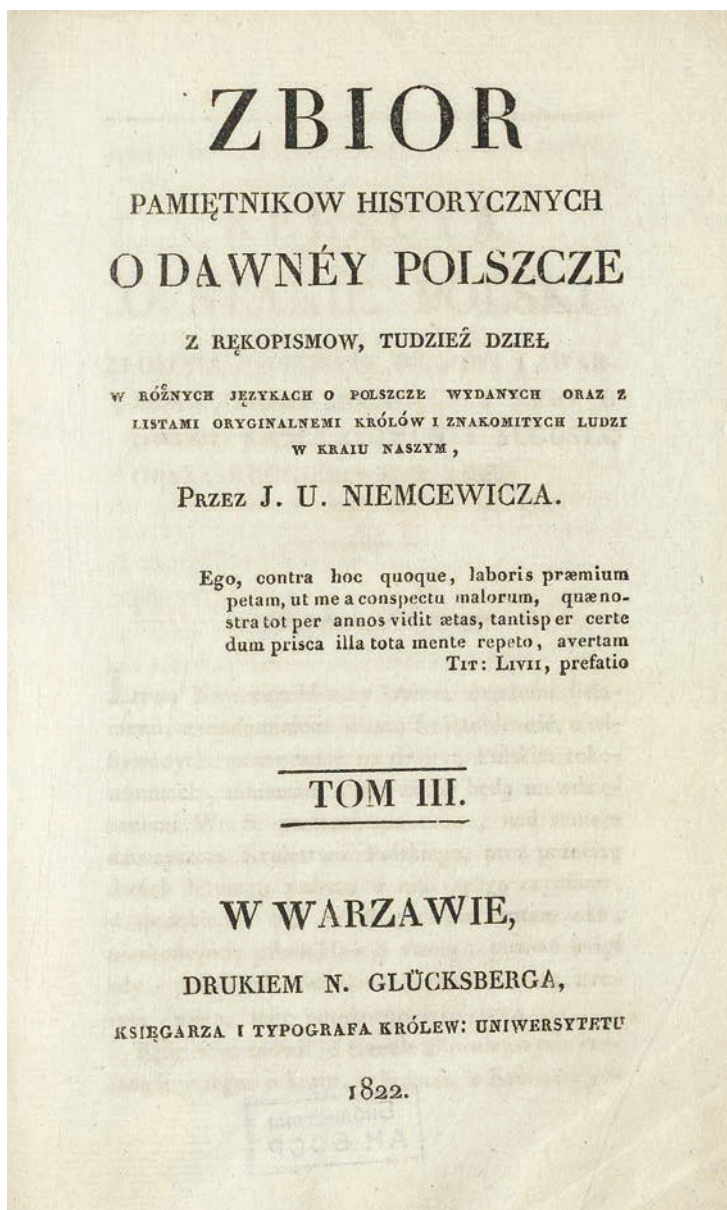 ZBIOR
PAMIĘTNIKOW HISTORYCZNYCH
O DAWNÉY POLSZCZE
Z RĘKOPISMOW, TUDZIEŻ DZIEŁ
W RÓŻNYCH JĘZYKACH O POLSZCZE WYDANYCH ORAZ Z
LISTAMI ORYGINALNEMI KRÓLÓW I ZNAKOMITYCH LUDZI
W KRAIU NASZYM,
PRZEZ J. U. NIEMCEWICZA.
Ego, contra hoc quoque, laboris præmium
petam, ut me a conspectu malorum, quæ no-
stra tot per annos vidit ætas, tantisper certe
dum prisca illa tota mente repeto, avertam
TIT: LIVII, prefatio
TOM III.
W WARZAWIE,
DRUKIEM N. GLÜCKSBERGA,
KSIĘGARZA I TYPOGRAFA KRÓLEW: UNIWERSYTETU
1822.